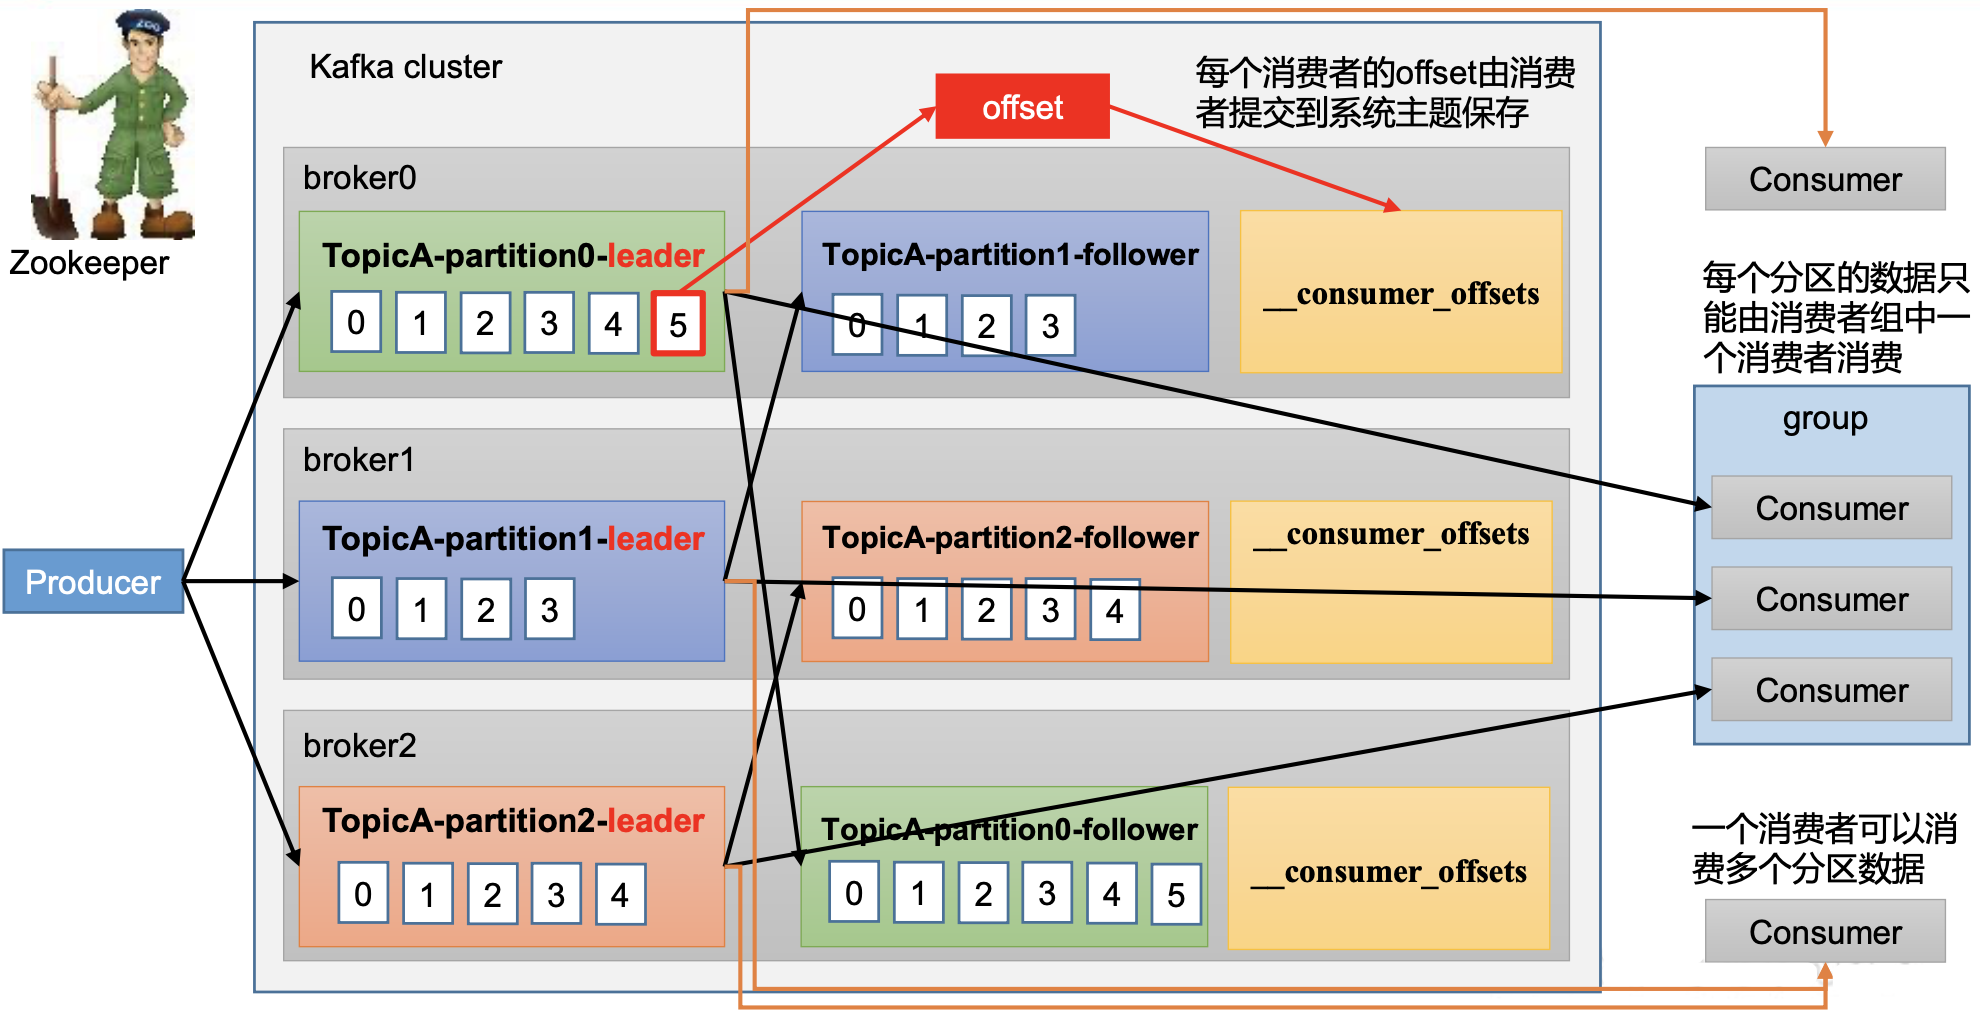 ZOO
Zookeeper
Kafka cluster
offset
每个消费者的offset由消费
者提交到系统主题保存
Consumer
broker0
TopicA-partition0-leader
0 1 2 3 4 5
TopicA-partition1-follower
0 1 2 3
__consumer_offsets
每个分区的数据只
能由消费者组中一
个消费者消费
group
Consumer
Consumer
Consumer
broker1
TopicA-partition1-leader
0 1 2 3
TopicA-partition2-follower
0 1 2 3 4
__consumer_offsets
Producer
broker2
TopicA-partition2-leader
0 1 2 3 4
TopicA-partition0-follower
0 1 2 3 4 5
__consumer_offsets
一个消费者可以消
费多个分区数据
Consumer